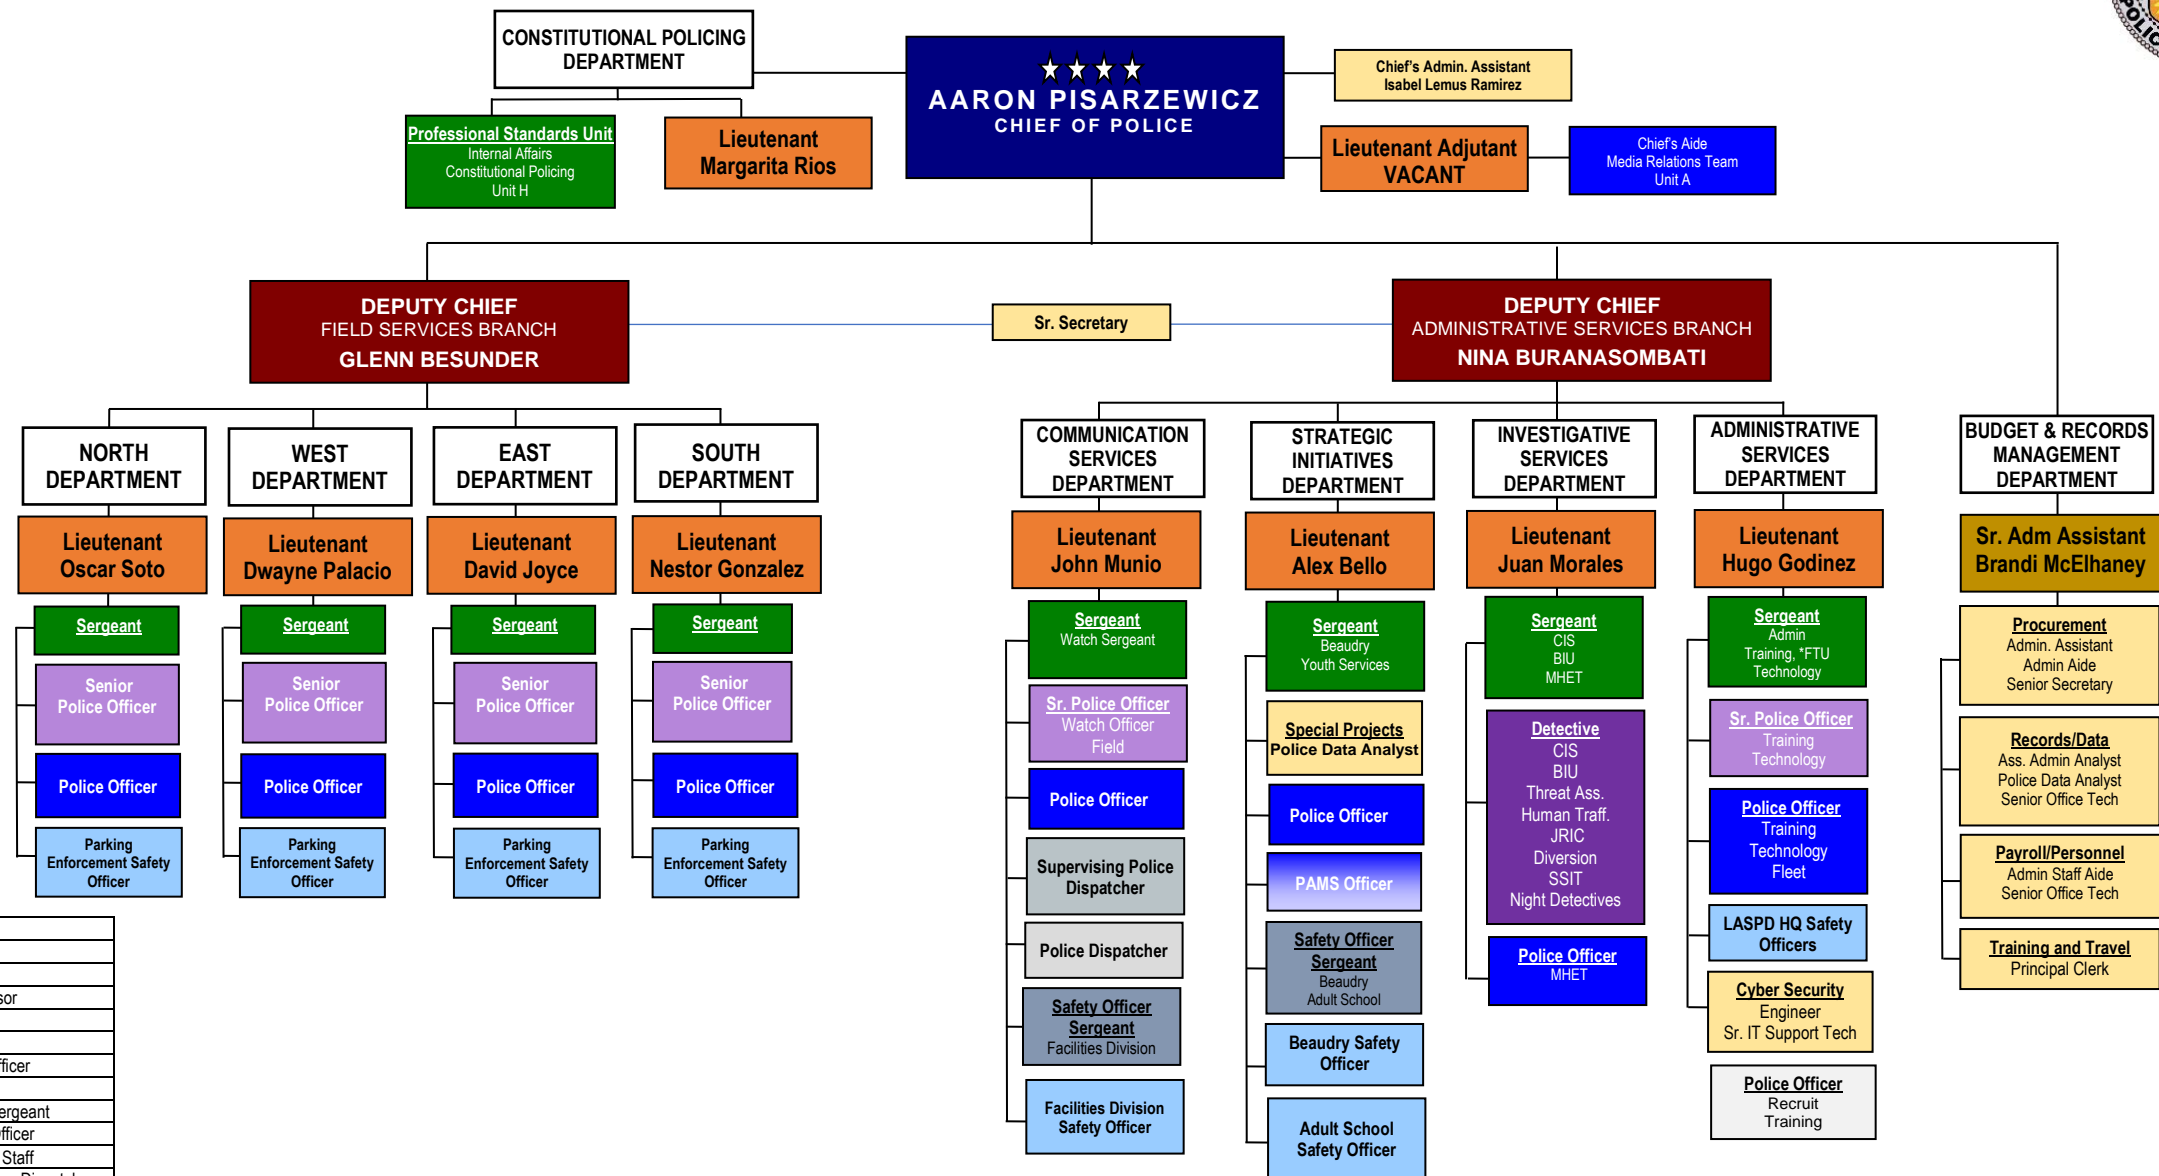 CONSTITUTIONAL POLICING
DEPARTMENT
AARON PISARZEWICZ
CHIEF OF POLICE
Chief's Admin. Assistant
Isabel Lemus Ramirez
POLIC
Professional Standards Unit
Internal Affairs
Constitutional Policing
Unit H
Lieutenant
Margarita Rios
Lieutenant Adjutant
VACANT
Chief's Aide
Media Relations Team
Unit A
DEPUTY CHIEF
FIELD SERVICES BRANCH
GLENN BESUNDER
Sr. Secretary
DEPUTY CHIEF
ADMINISTRATIVE SERVICES BRANCH
NINA BURANASOMBATI
NORTH
DEPARTMENT
Lieutenant
Oscar Soto
Sergeant
Senior
Police Officer
Police Officer
Parking
Enforcement Safety
Officer
WEST
DEPARTMENT
Lieutenant
Dwayne Palacio
Sergeant
Senior
Police Officer
Police Officer
Parking
Enforcement Safety
Officer
EAST
DEPARTMENT
Lieutenant
David Joyce
Sergeant
Senior
Police Officer
Police Officer
Parking
Enforcement Safety
Officer
SOUTH
DEPARTMENT
Lieutenant
Nestor Gonzalez
Sergeant
Senior
Police Officer
Police Officer
Parking
Enforcement Safety
Officer
COMMUNICATION
SERVICES
DEPARTMENT
Lieutenant
John Munio
Sergeant
Watch Sergeant
Sr. Police Officer
Watch Officer
Field
Police Officer
Supervising Police
Dispatcher
Police Dispatcher
Safety Officer
Sergeant
Facilities Division
Facilities Division
Safety Officer
STRATEGIC
INITIATIVES
DEPARTMENT
Lieutenant
Alex Bello
Sergeant
Beaudry
Youth Services
Special Projects
Police Data Analyst
Police Officer
PAMS Officer
Safety Officer
Sergeant
Beaudry
Adult School
Beaudry Safety
Officer
Adult School
Safety Officer
INVESTIGATIVE
SERVICES
DEPARTMENT
Lieutenant
Juan Morales
Sergeant
CIS
BIU
MHET
Detective
CIS
BIU
Threat Ass.
Human Traff.
JRIC
Diversion
SSIT
Night Detectives
Police Officer
MHET
ADMINISTRATIVE
SERVICES
DEPARTMENT
Lieutenant
Hugo Godinez
Sergeant
Admin
Training, *FTU
Technology
Sr. Police Officer
Training
Technology
Police Officer
Training
Technology
Fleet
LASPD HQ Safety
Officers
Cyber Security
Engineer
Sr. IT Support Tech
Police Officer
Recruit
Training
BUDGET & RECORDS
MANAGEMENT
DEPARTMENT
Sr. Adm Assistant
Brandi McElhaney
Procurement
Admin. Assistant
Admin Aide
Senior Secretary
Records/Data
Ass. Admin Analyst
Police Data Analyst
Senior Office Tech
Payroll/Personnel
Admin Staff Aide
Senior Office Tech
Training and Travel
Principal Clerk
sor
fficer
ergeant
fficer
Staff